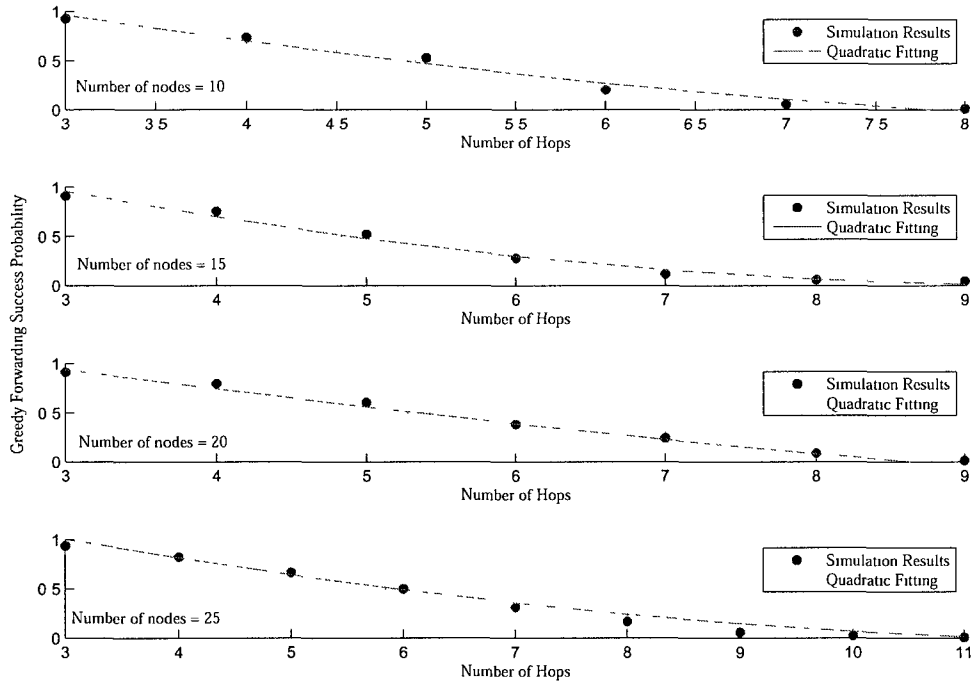 Greedy Forwarding Success Probability
1
0 5
0
Simulation Results
Quadratic Fitting
Number of nodes = 10
3 3 5 4 4 5 5 5 5 6 6 5 7 7 5 8
Number of Hops
1
0 5
0
Simulation Results
Quadratic Fitting
Number of nodes = 15
3 4 5 6 7 8 9
Number of Hops
1
0 5
0
Simulation Results
Quadratic Fitting
Number of nodes = 20
3 4 5 6 7 8 9
Number of Hops
1
0 5
0
Simulation Results
Quadratic Fitting
Number of nodes = 25
3 4 5 6 7 8 9 10 11
Number of Hops